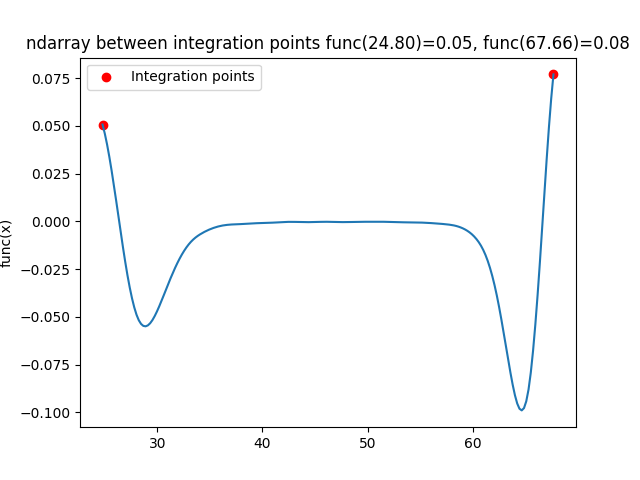 ndarray between integration points func(24.80)=0.05, func(67.66)=0.08
Integration points
0.075
0.050
0.025
0.000
−0.025
−0.050
−0.075
−0.100
func(x)
30 40 50 60